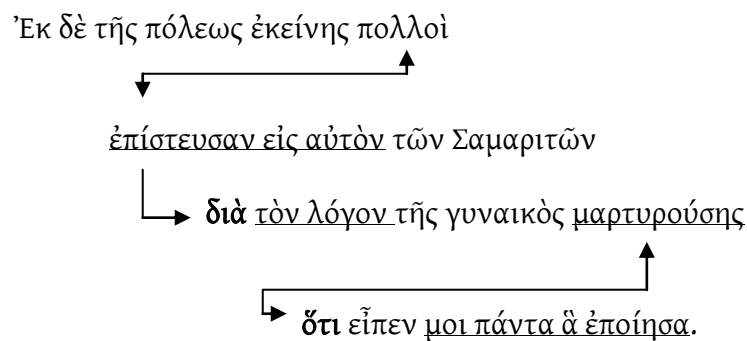 Ἐκ δὲ τῆς πόλεως ἐκείνης πολλοὶ
ἐπίστευσαν εἰς αὐτὸν τῶν Σαμαριτῶν
διὰ τὸν λόγον τῆς γυναικὸς μαρτυρούσης
ὅτι εἶπεν μοι πάντα ἃ ἐποίησα.